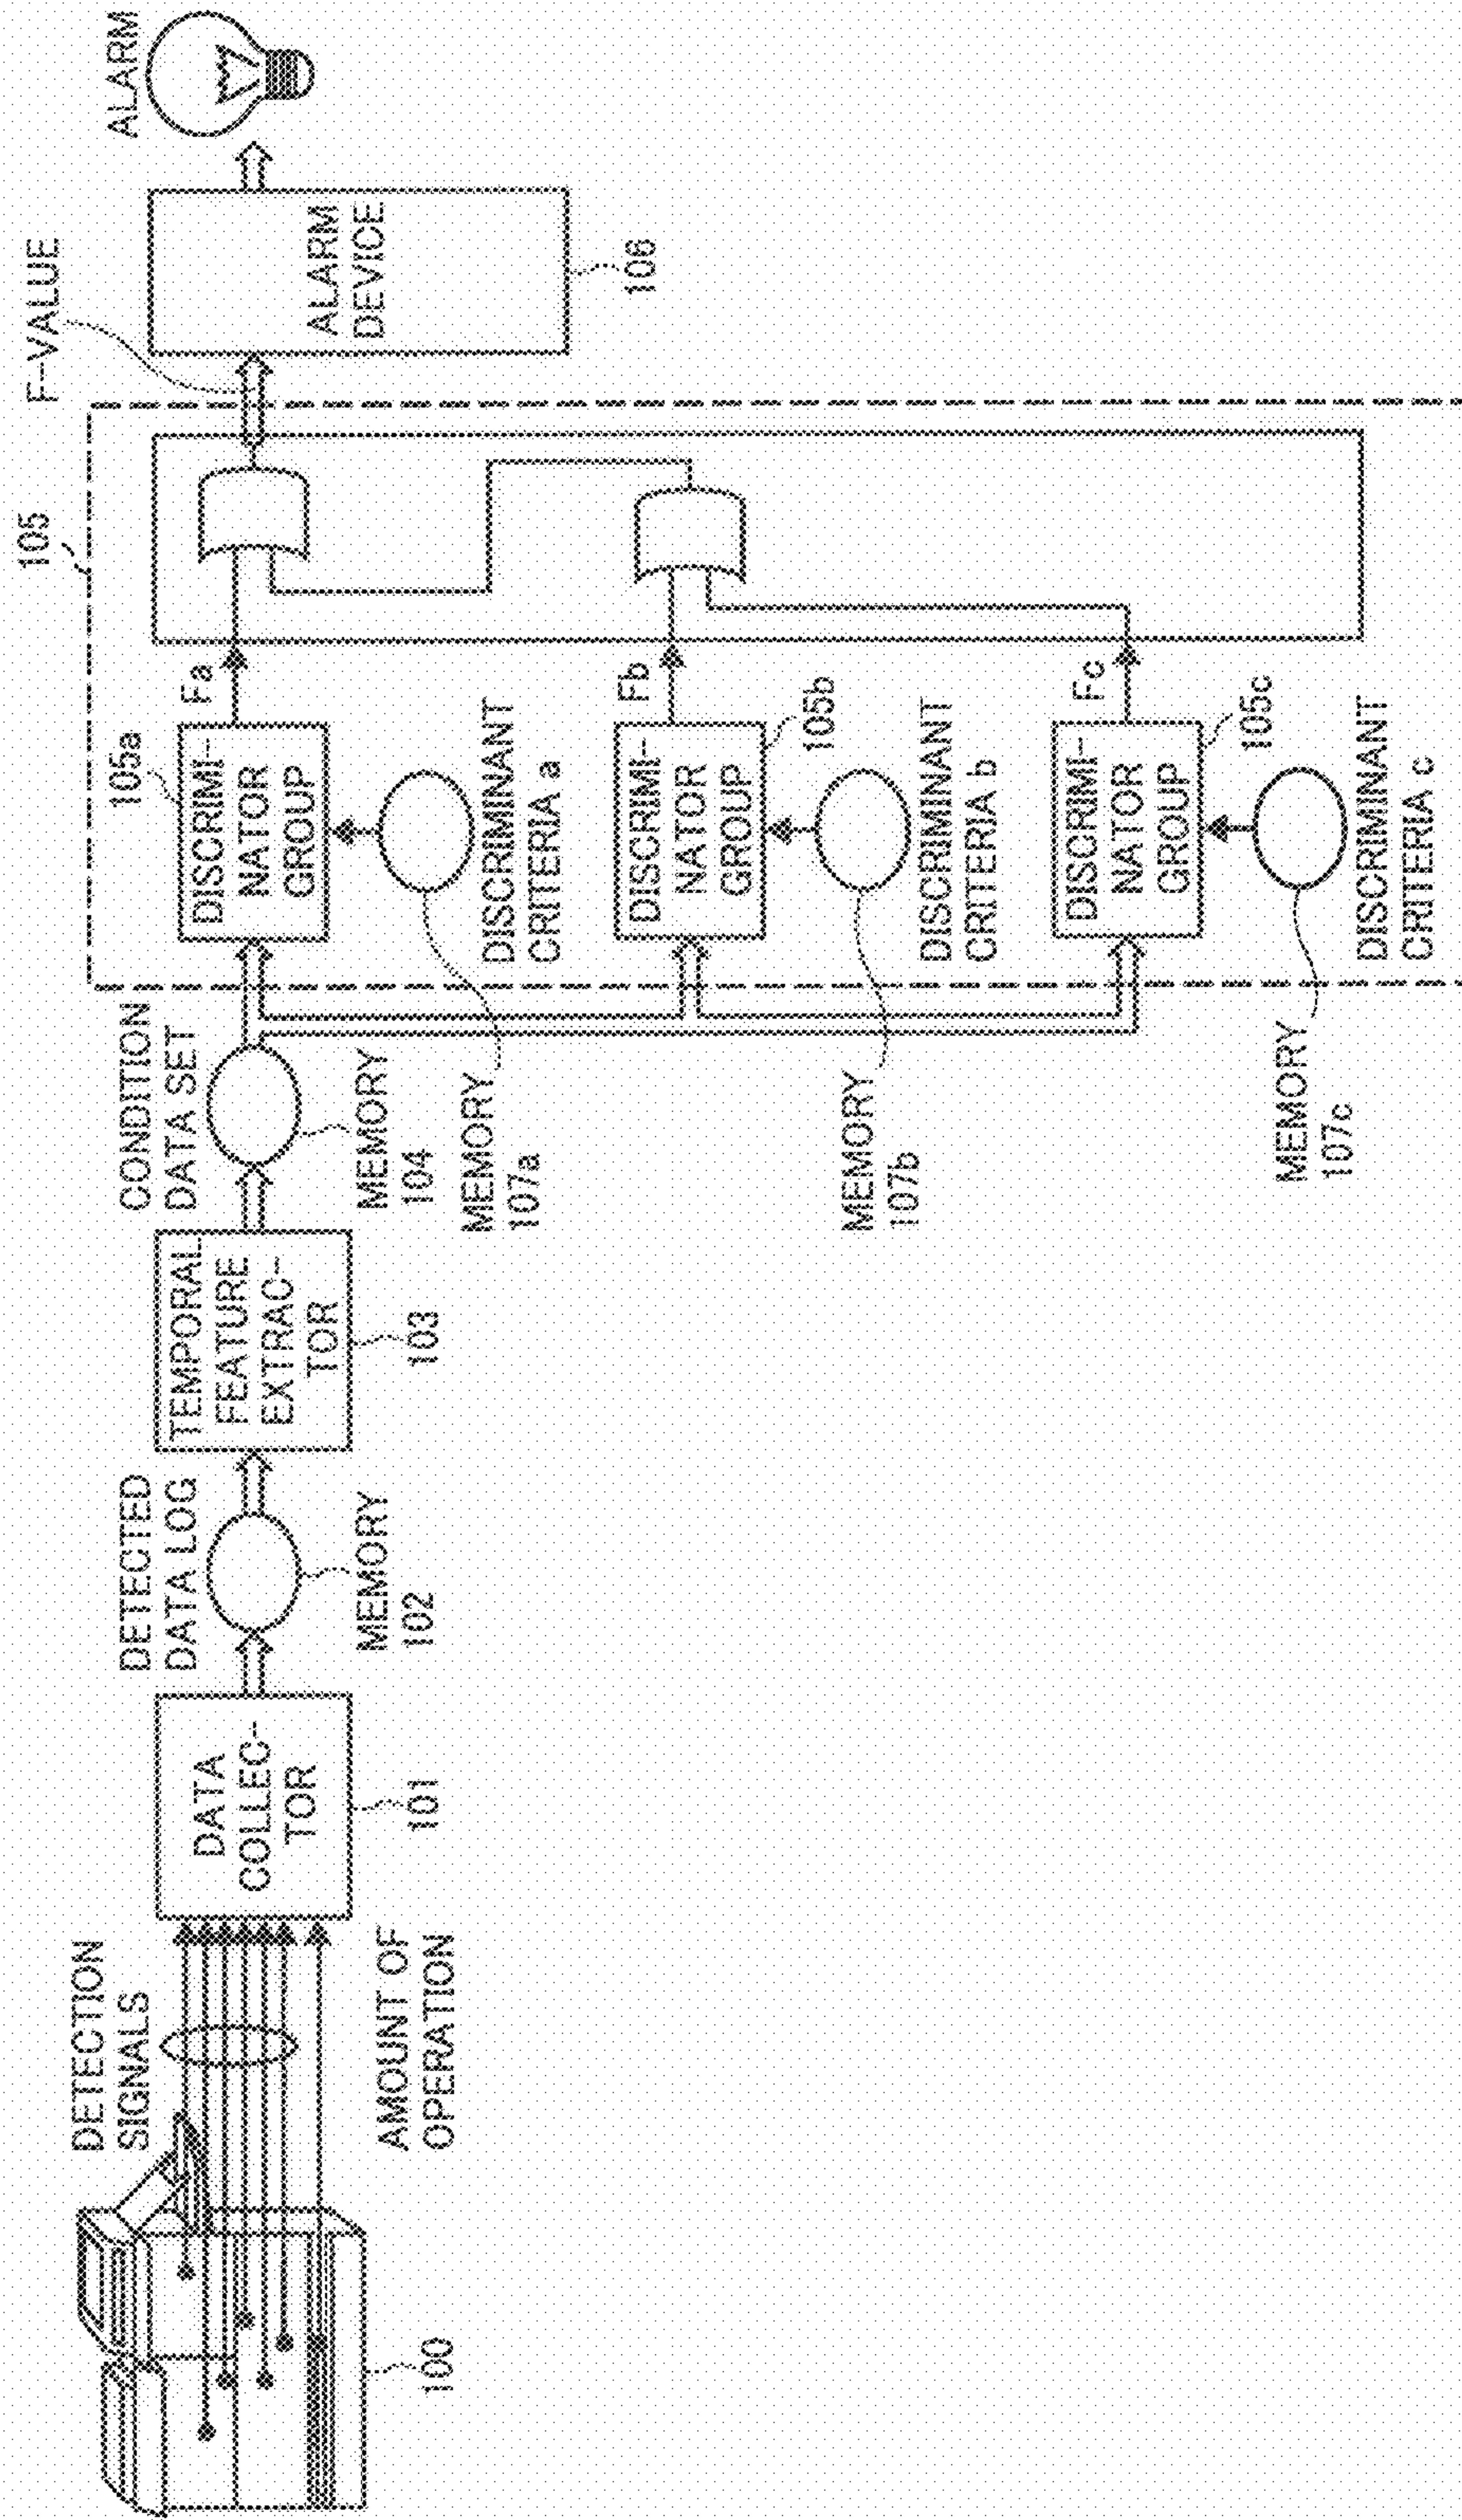 DETECTION
SIGNALS
AMOUNT OF
OPERATION
100
DATA
COLLEC-
TOR
101
DETECTED
DATA LOG
MEMORY
102
TEMPORAL
FEATURE
EXTRAC-
TOR
103
CONDITION
DATA SET
MEMORY
104
MEMORY
107a
MEMORY
107b
MEMORY
107c
105
105a
DISCRIMI-
NATOR
GROUP
Fa
DISCRIMINANT
CRITERIA a
DISCRIMI-
NATOR
GROUP
105b
Fb
DISCRIMINANT
CRITERIA b
DISCRIMI-
NATOR
GROUP
105c
Fc
DISCRIMINANT
CRITERIA c
F-VALUE
ALARM
DEVICE
106
ALARM